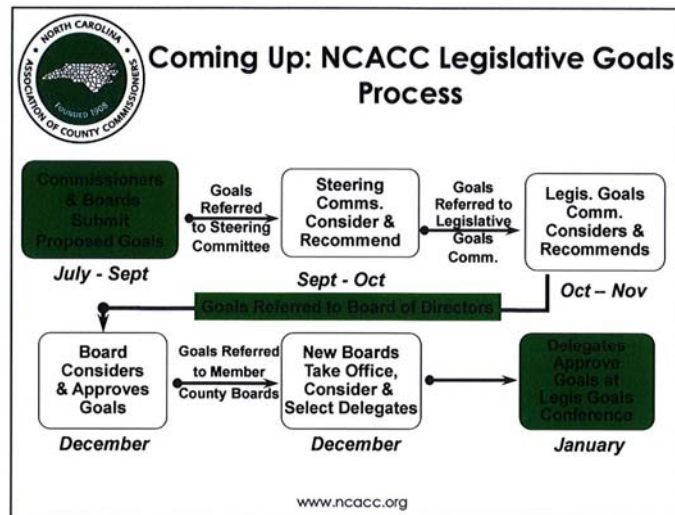 NORTH CAROLINA
ASSOCIATION OF COUNTY COMMISSIONERS
FOUNDED 1908
Coming Up: NCACC Legislative Goals
Process
Commissioners
& Boards
Submit
Proposed Goals
July - Sept
Goals
Referred
to Steering
Committee
Steering
Comms.
Consider &
Recommend
Sept - Oct
Goals
Referred to
Legislative
Goals
Comm.
Legis. Goals
Comm.
Considers &
Recommends
Oct – Nov
Goals Referred to Board of Directors
Board
Considers
& Approves
Goals
December
Goals Referred
to Member
County Boards
New Boards
Take Office,
Consider &
Select Delegates
December
Delegates
Approve
Goals at
Legis Goals
Conference
January
www.ncacc.org